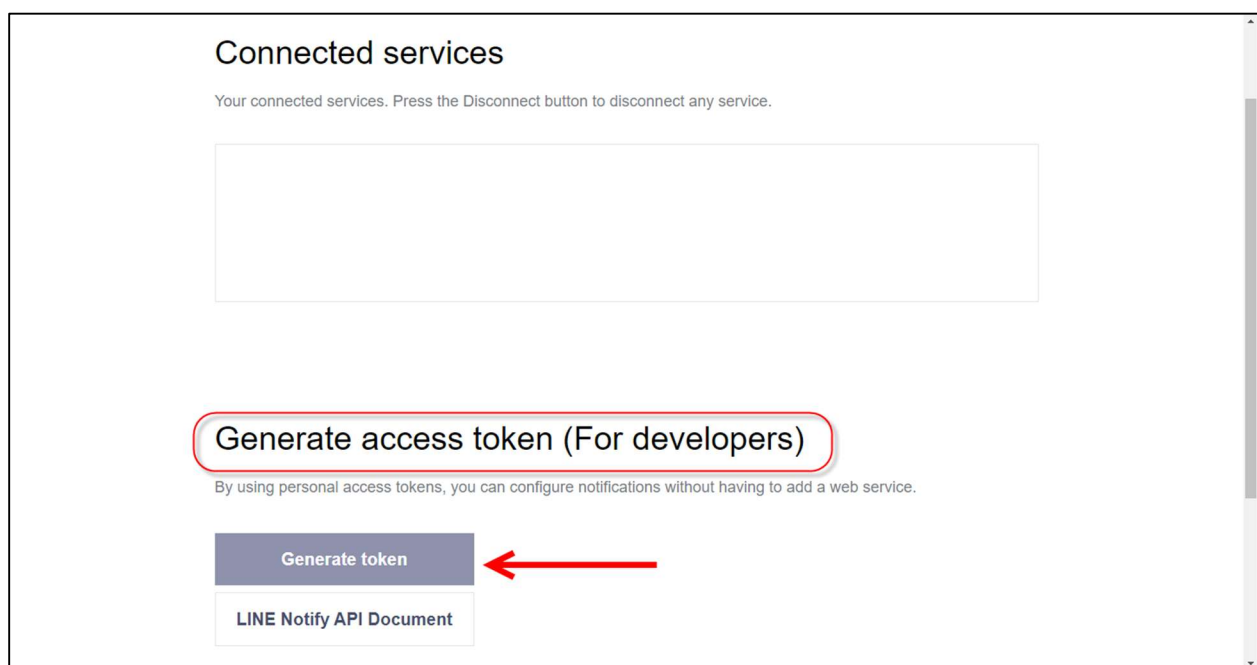 Connected services
Your connected services. Press the Disconnect button to disconnect any service.
Generate access token (For developers)
By using personal access tokens, you can configure notifications without having to add a web service.
Generate token
LINE Notify API Document